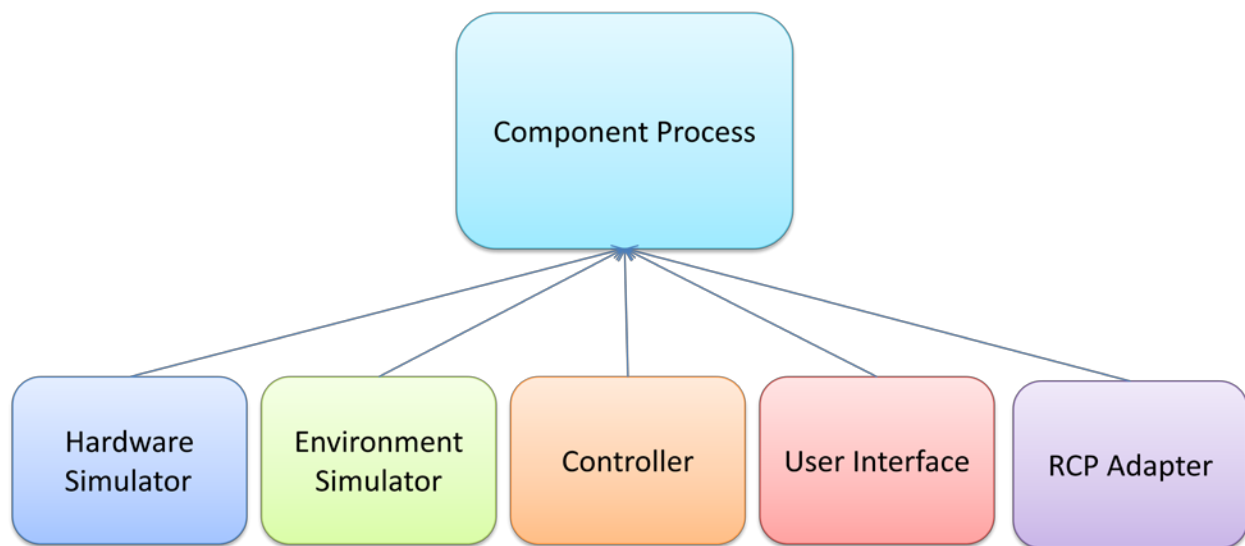 Component Process
Hardware
Simulator
Environment
Simulator
Controller
User Interface
RCP Adapter